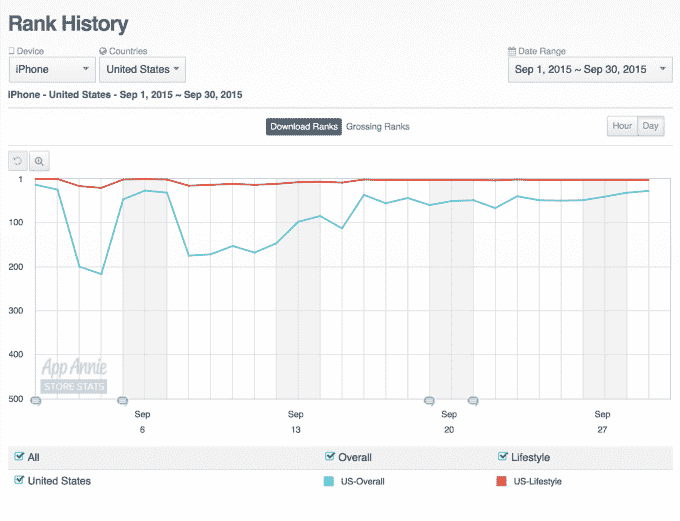 Rank History
Device
Countries
Date Range
iPhone
United States
Sep 1, 2015 ~ Sep 30, 2015
iPhone - United States - Sep 1, 2015 ~ Sep 30, 2015
Download Ranks Grossing Ranks
Hour Day
1
100
200
300
400
500
App Annie
STORE STATS
Sep
6
Sep
13
Sep
20
Sep
27
All Overall Lifestyle
United States US-Overall US-Lifestyle